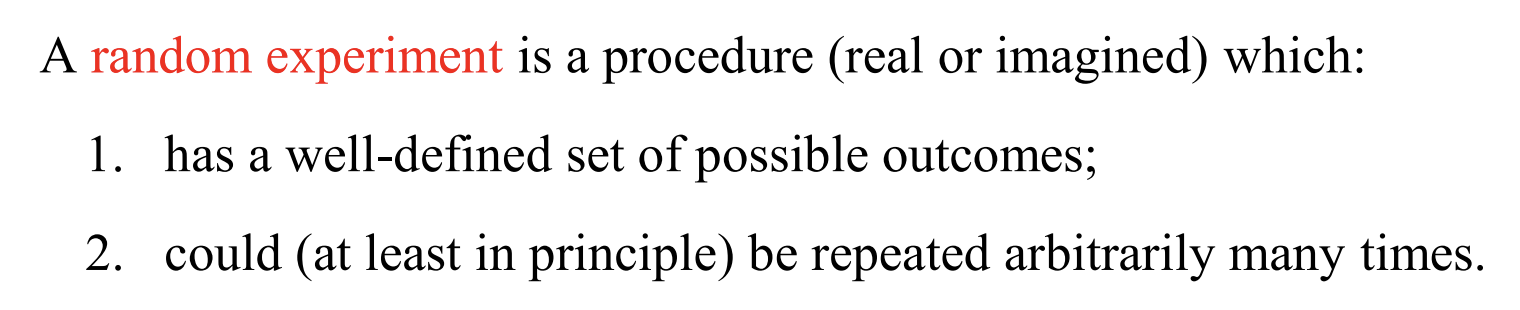 A random experiment is a procedure (real or imagined) which:
1. has a well-defined set of possible outcomes;
2. could (at least in principle) be repeated arbitrarily many times.